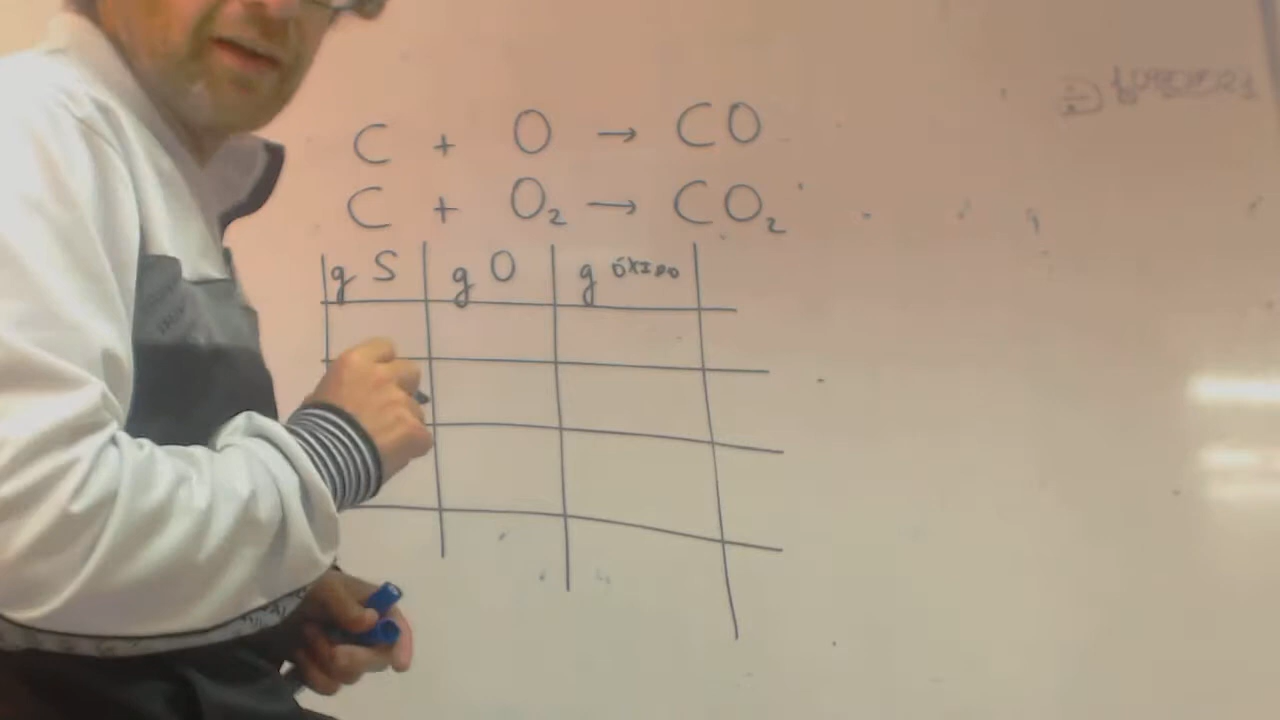 C + O → CO
C + O₂ → CO₂
g S g O g ÓXIDO